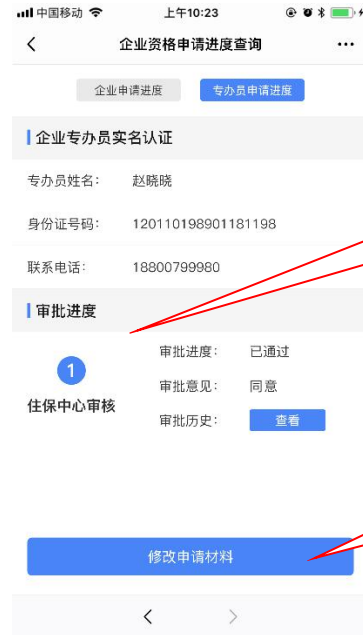 中国移动 上午10:23
企业资格申请进度查询
企业申请进度 专办员申请进度
企业专办员实名认证
专办员姓名： 赵晓晓
身份证号码： 120110198901181198
联系电话： 18800799980
审批进度
审批进度： 已通过
1
审批意见： 同意
住保中心审核
审批历史： 查看
修改申请材料